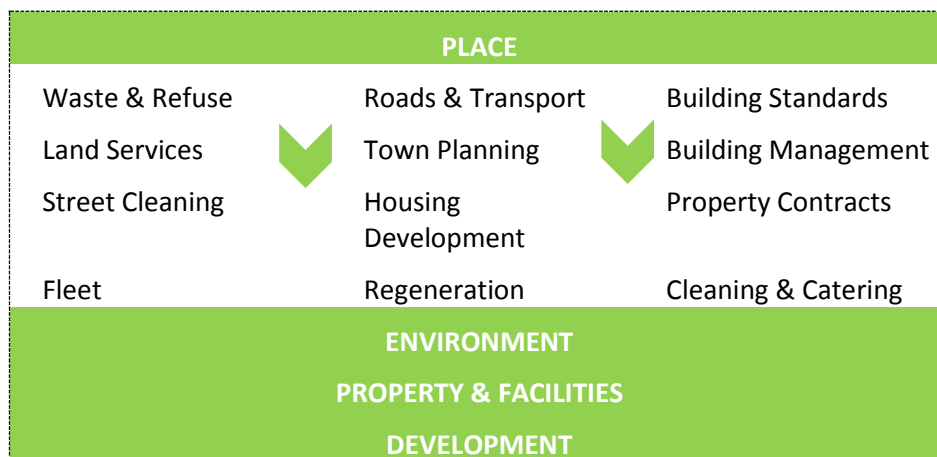 PLACE
Waste & Refuse Roads & Transport Building Standards
Land Services Town Planning Building Management
Street Cleaning Housing Property Contracts
Development
Fleet Regeneration Cleaning & Catering
ENVIRONMENT
PROPERTY & FACILITIES
DEVELOPMENT